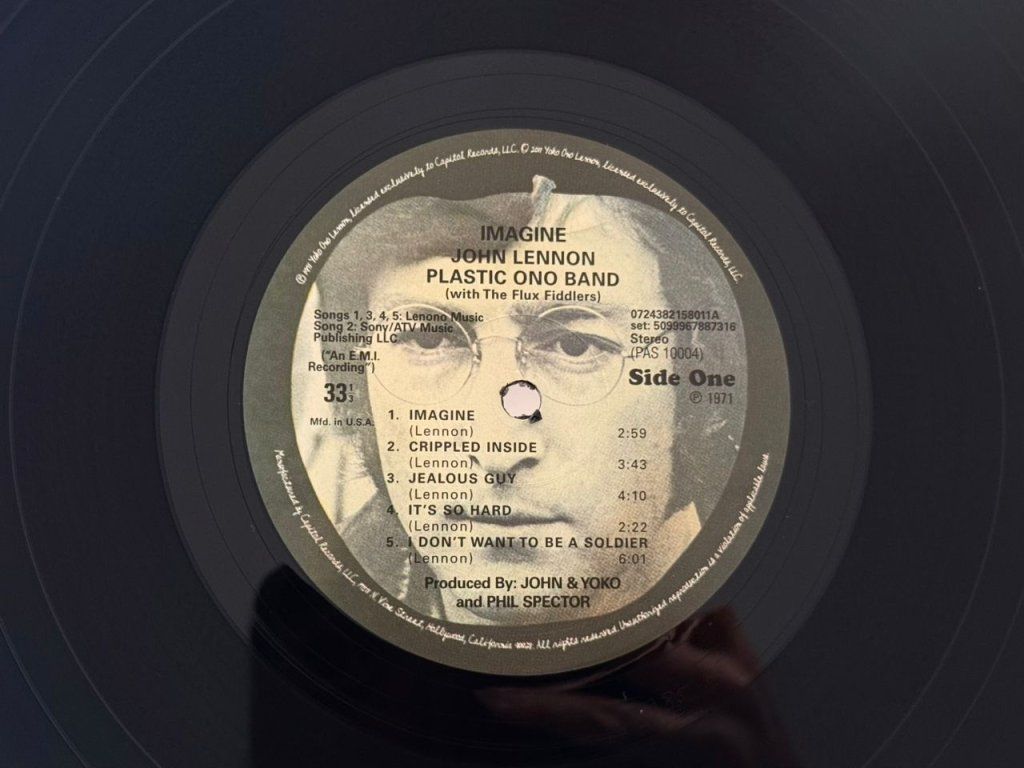 ℗ 1971 Yoko Ono Lennon, licensed exclusively to Capitol Records, LLC. © 2011 Yoko Ono Lennon, licensed exclusively to Capitol Records, LLC.
IMAGINE
JOHN LENNON
PLASTIC ONO BAND
(with The Flux Fiddlers)
Songs 1, 3, 4, 5: Lenono Music
Song 2: Sony/ATV Music
Publishing LLC
("An E.M.I.
Recording")
33 1/3
Mfd. in U.S.A.
0724382158011A
set: 5099967887316
Stereo
(PAS 10004)
Side One
℗ 1971
1. IMAGINE
(Lennon) 2:59
2. CRIPPLED INSIDE
(Lennon) 3:43
3. JEALOUS GUY
(Lennon) 4:10
4. IT'S SO HARD
(Lennon) 2:22
5. I DON'T WANT TO BE A SOLDIER
(Lennon) 6:01
Produced By: JOHN & YOKO
and PHIL SPECTOR
Manufactured by Capitol Records, LLC, 1750 N. Vine Street, Hollywood, California 90028. All rights reserved. Unauthorized reproduction is a violation of applicable laws.